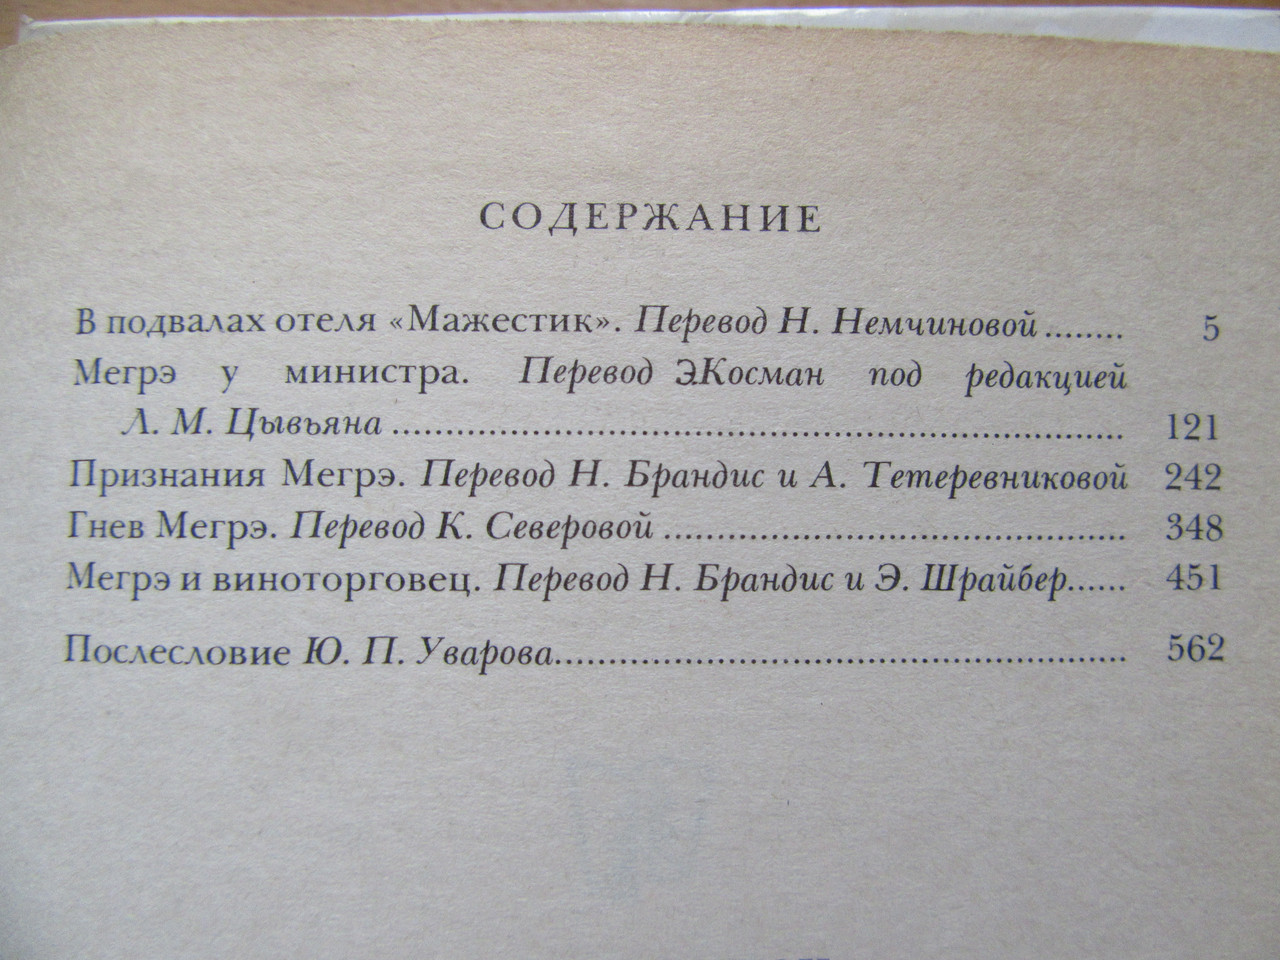 СОДЕРЖАНИЕ
В подвалах отеля «Мажестик». Перевод Н. Немчиновой ........ 5
Мегрэ у министра. Перевод Э.Косман под редакцией
Л. М. Цывьяна ........ 121
Признания Мегрэ. Перевод Н. Брандис и А. Тетеревниковой 242
Гнев Мегрэ. Перевод К. Северовой ........ 348
Мегрэ и виноторговец. Перевод Н. Брандис и Э. Шрайбер...... 451
Послесловие Ю. П. Уварова........ 562